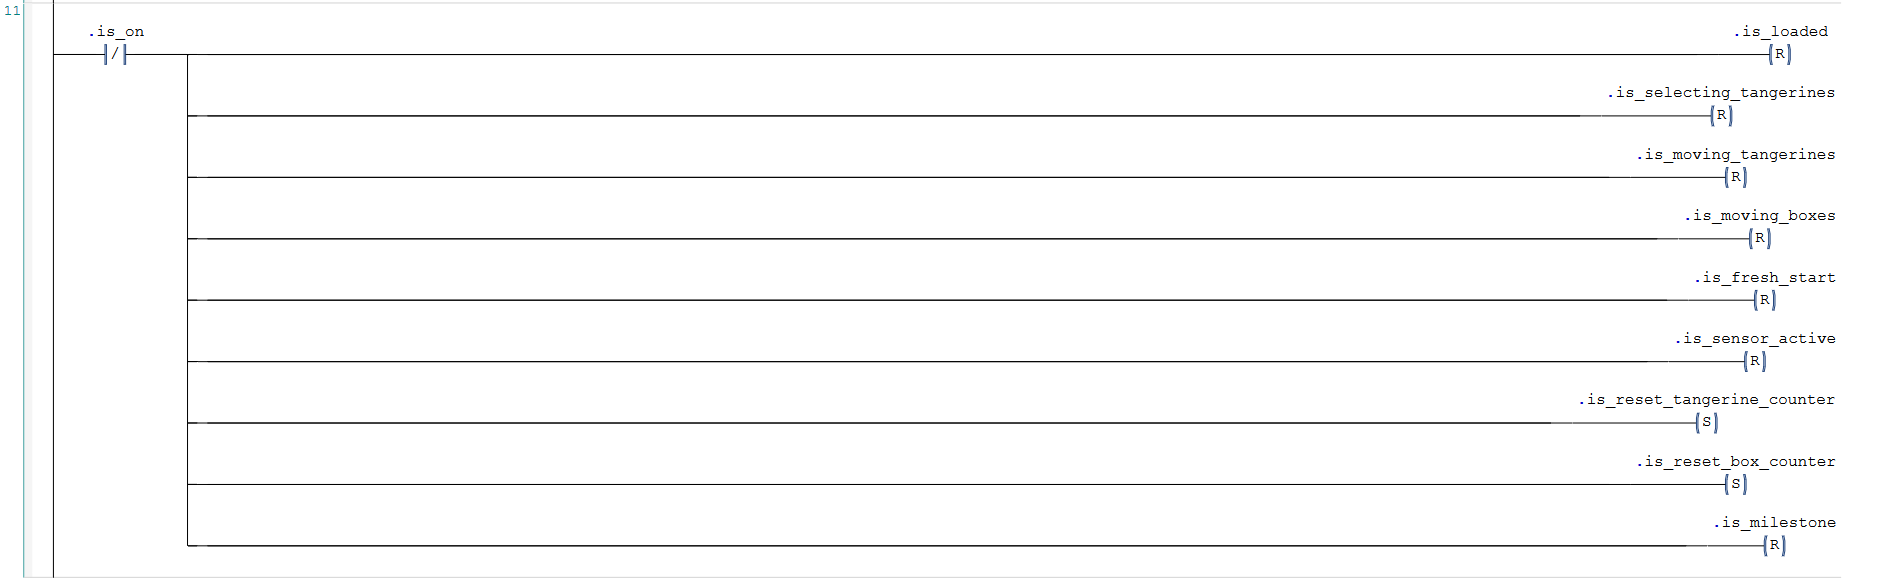 11
.is_on
.is_loaded
/
R
.is_selecting_tangerines
R
.is_moving_tangerines
R
.is_moving_boxes
R
.is_fresh_start
R
.is_sensor_active
R
.is_reset_tangerine_counter
S
.is_reset_box_counter
S
.is_milestone
R